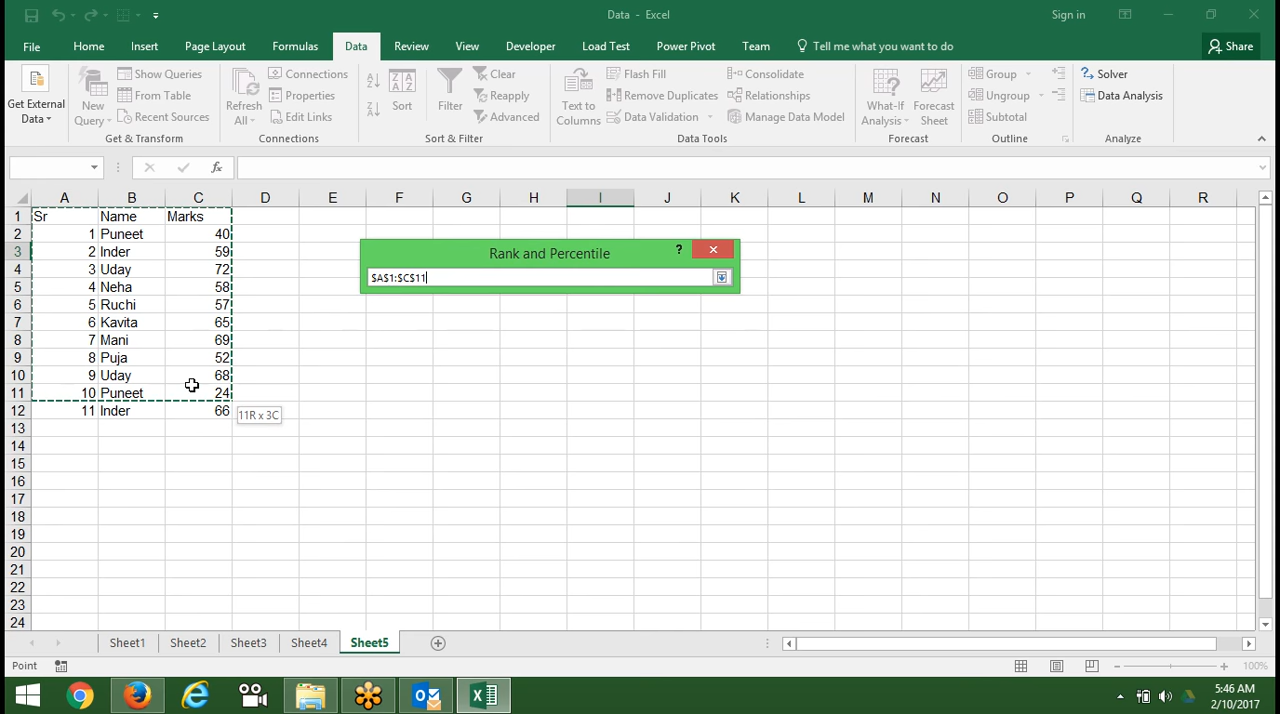 Data - Excel
Sign in
File Home Insert Page Layout Formulas Data Review View Developer Load Test Power Pivot Team Tell me what you want to do Share
Get External Data
New Query
Show Queries
From Table
Recent Sources
Get & Transform
Refresh All
Connections
Properties
Edit Links
Connections
Sort
Filter
Clear
Reapply
Advanced
Sort & Filter
Text to Columns
Flash Fill
Remove Duplicates
Data Validation
Consolidate
Relationships
Manage Data Model
Data Tools
What-If Analysis
Forecast Sheet
Forecast
Group
Ungroup
Subtotal
Outline
Solver
Data Analysis
Analyze
fx
A B C D E F G H I J K L M N O P Q R
1 Sr Name Marks
2 1 Puneet 40
3 2 Inder 59
4 3 Uday 72
5 4 Neha 58
6 5 Ruchi 57
7 6 Kavita 65
8 7 Mani 69
9 8 Puja 52
10 9 Uday 68
11 10 Puneet 24
12 11 Inder 66
13
14
15
16
17
18
19
20
21
22
23
24
Rank and Percentile ?
$A$1:$C$11
11R x 3C
Sheet1 Sheet2 Sheet3 Sheet4 Sheet5
Point
100%
5:46 AM
2/10/2017